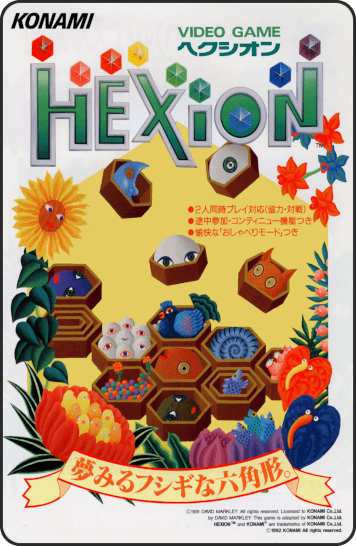 KONAMI
VIDEO GAME
ヘクシオン
HEXION
TM
●2人同時プレイ対応(協力・対戦)
●途中参加・コンティニュー機能つき
●愉快な「おしゃべりモード」つき
夢みるフシギな六角形。
©1991 DAVID MARKLEY. All rights reserved. Licensed to KONAMI Co.,Ltd.
by DAVID MARKLEY. This game is adapted by KONAMI Co.,Ltd.
HEXION™ and KONAMI® are trademarks of KONAMI Co.,Ltd.
©1992 KONAMI All rights reserved.